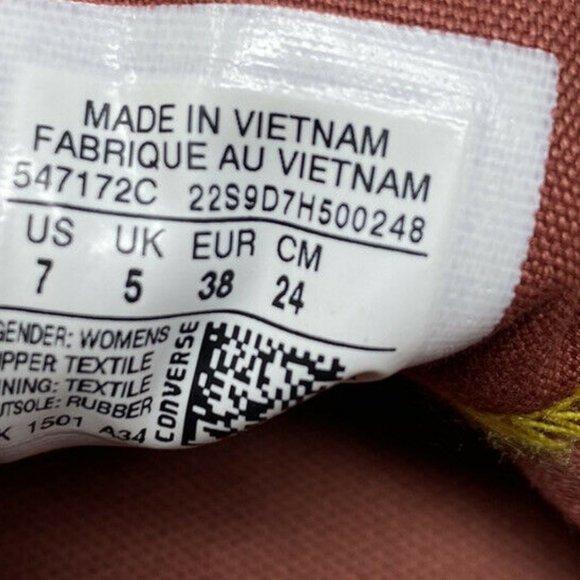 MADE IN VIETNAM
FABRIQUE AU VIETNAM
547172C 22S9D7H500248
US UK EUR CM
7 5 38 24
GENDER: WOMENS
UPPER TEXTILE
LINING: TEXTILE
OUTSOLE: RUBBER
1501 A34
CONVERSE